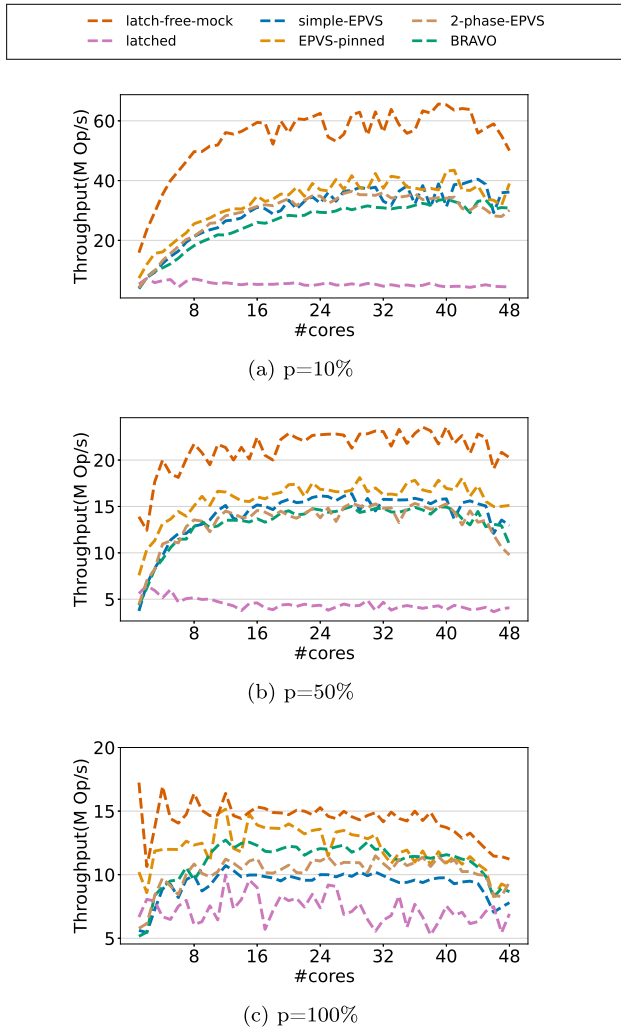 latch-free-mock simple-EPVS 2-phase-EPVS
latched EPVS-pinned BRAVO
Throughput(M Op/s)
60
40
20
8 16 24 32 40 48
#cores
(a) p=10%
Throughput(M Op/s)
20
15
10
5
8 16 24 32 40 48
#cores
(b) p=50%
Throughput(M Op/s)
20
15
10
5
8 16 24 32 40 48
#cores
(c) p=100%